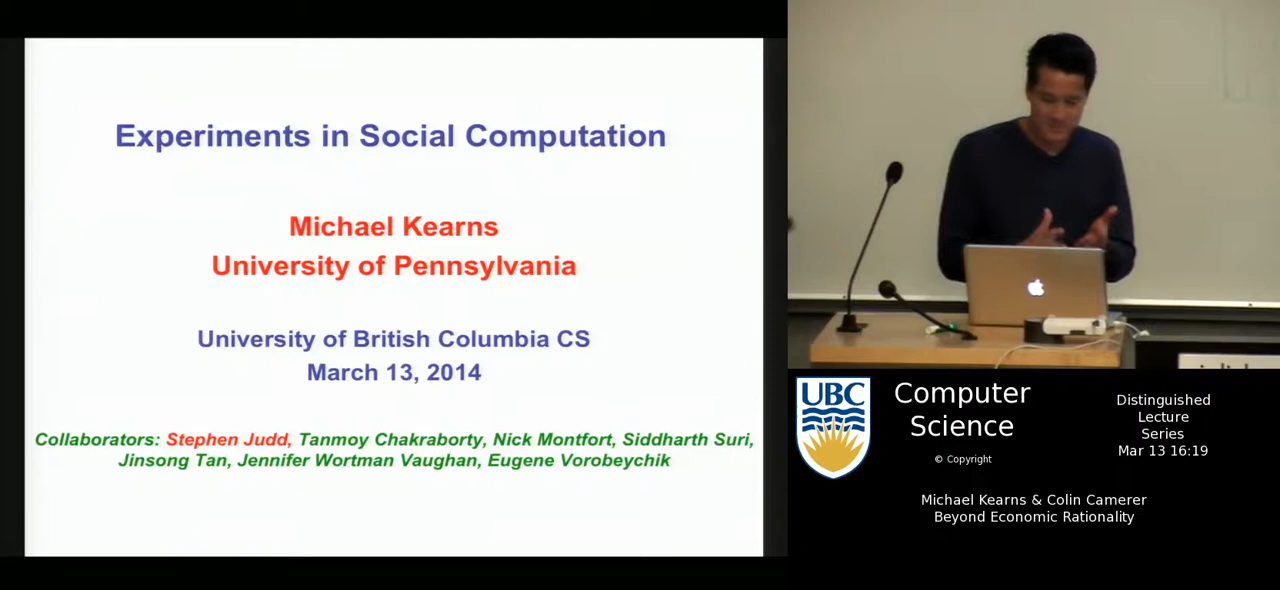 Experiments in Social Computation
Michael Kearns
University of Pennsylvania
University of British Columbia CS
March 13, 2014
Collaborators: Stephen Judd, Tanmoy Chakraborty, Nick Montfort, Siddharth Suri,
Jinsong Tan, Jennifer Wortman Vaughan, Eugene Vorobeychik
UBC
Computer
Science
© Copyright
Distinguished
Lecture
Series
Mar 13 16:19
Michael Kearns & Colin Camerer
Beyond Economic Rationality